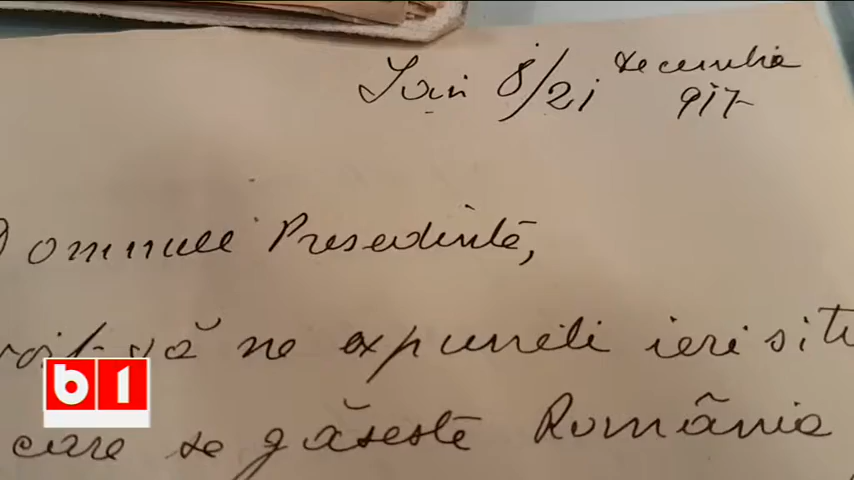 Iași 8/21 Decembrie
917
Domnule Președinte,
să ne expuneți ieri situ
care se găsește România
b1